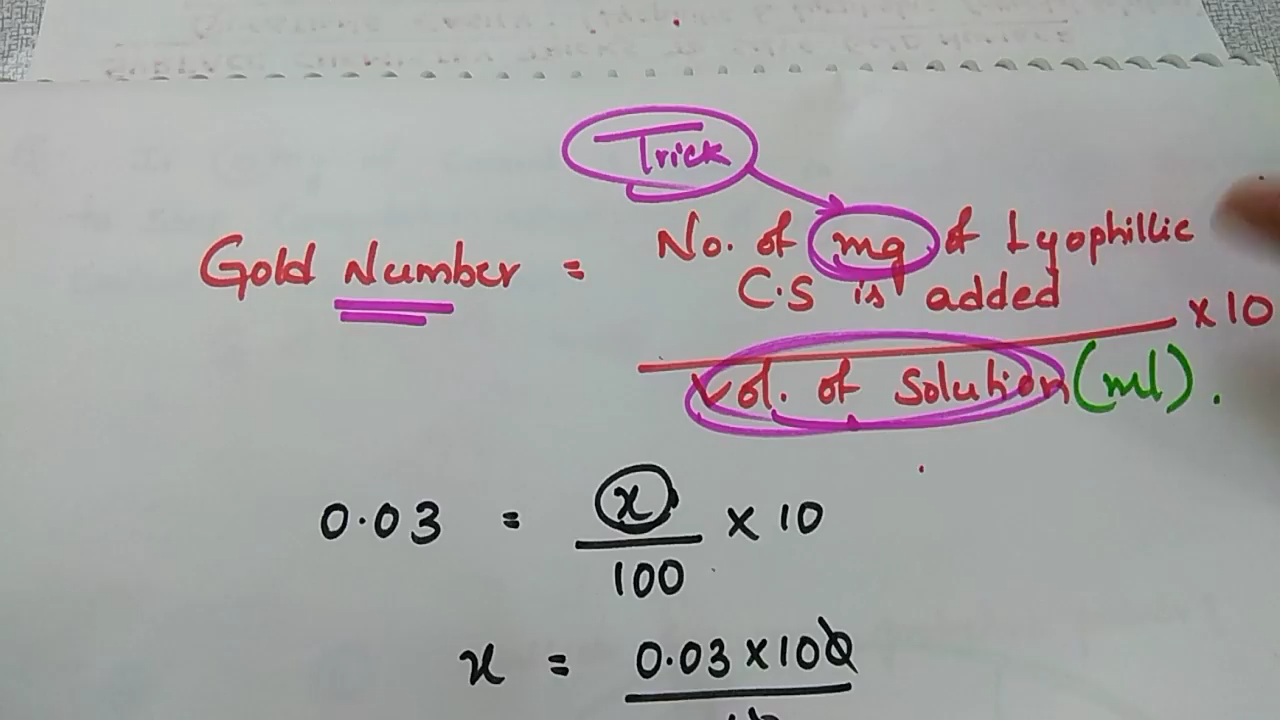 Trick
No. of mg of Lyophillic
Gold Number =
C.S is added
x 10
Vol. of Solution (ml).
0.03 = x/100 x 10
x = 0.03 x 100